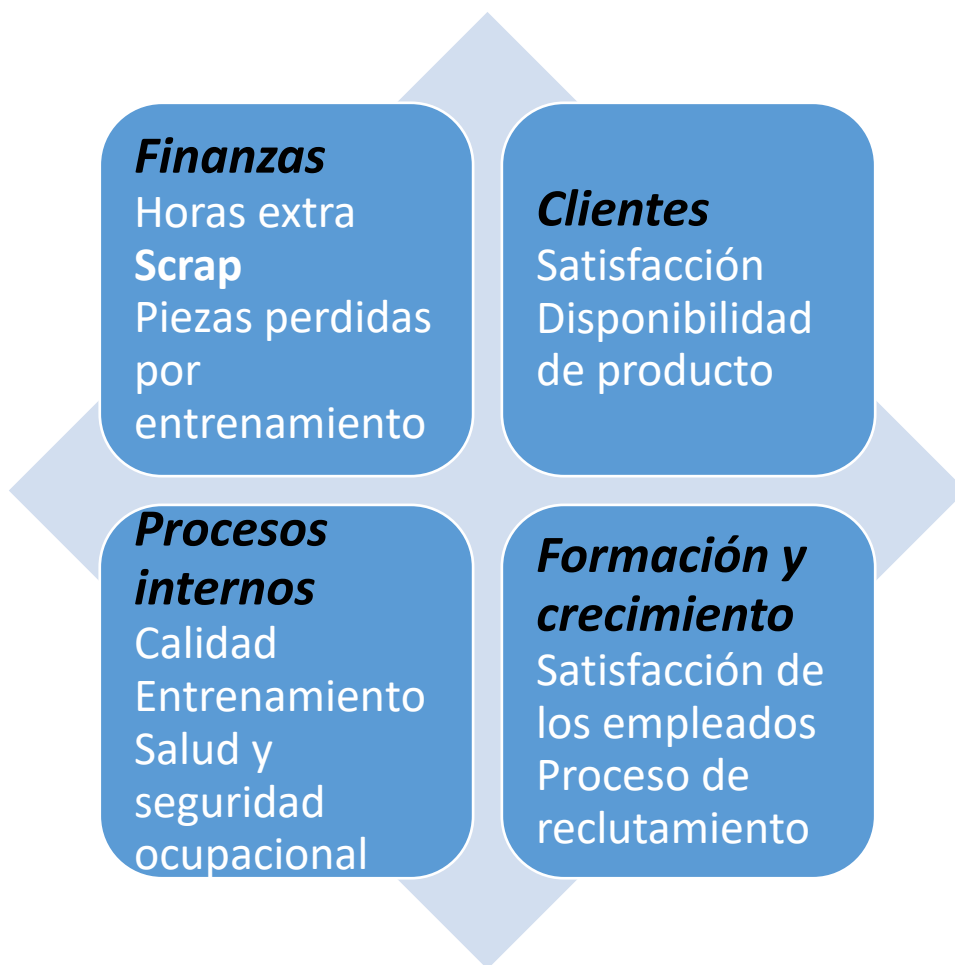 Finanzas
Horas extra
Scrap
Piezas perdidas
por
entrenamiento
Clientes
Satisfacción
Disponibilidad
de producto
Procesos
internos
Calidad
Entrenamiento
Salud y
seguridad
ocupacional
Formación y
crecimiento
Satisfacción de
los empleados
Proceso de
reclutamiento